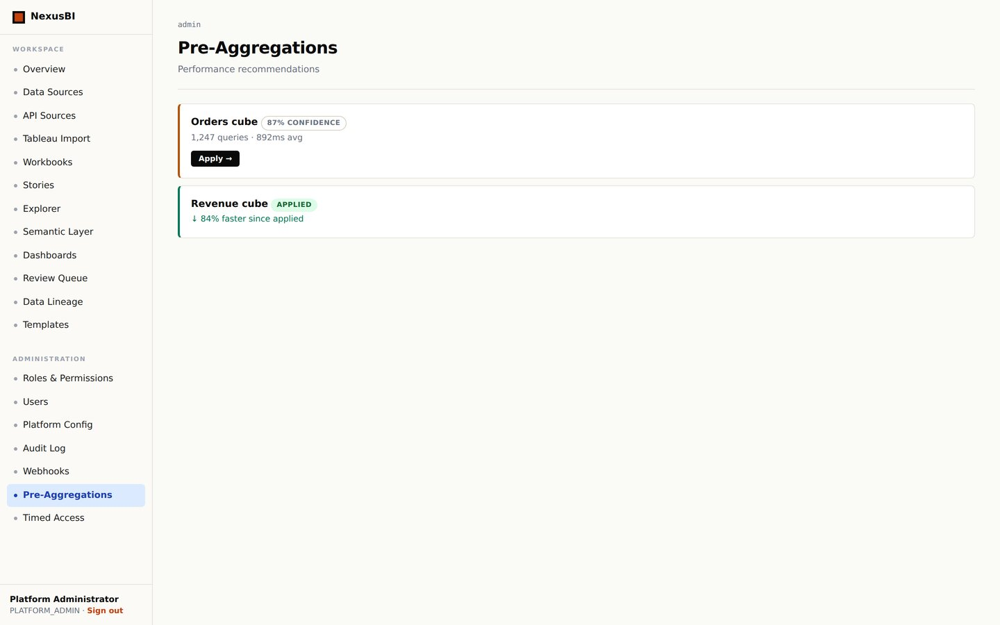 NexusBI
WORKSPACE
Overview
Data Sources
API Sources
Tableau Import
Workbooks
Stories
Explorer
Semantic Layer
Dashboards
Review Queue
Data Lineage
Templates
ADMINISTRATION
Roles & Permissions
Users
Platform Config
Audit Log
Webhooks
Pre-Aggregations
Timed Access
Platform Administrator
PLATFORM_ADMIN · Sign out
admin
Pre-Aggregations
Performance recommendations
Orders cube 87% CONFIDENCE
1,247 queries · 892ms avg
Apply →
Revenue cube APPLIED
↓ 84% faster since applied